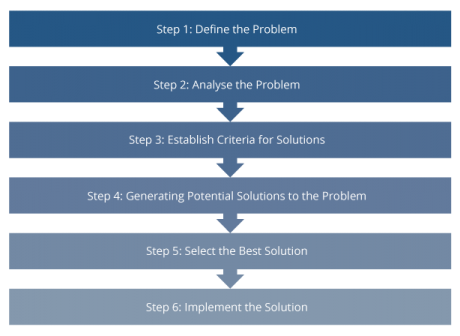 Step 1: Define the Problem
Step 2: Analyse the Problem
Step 3: Establish Criteria for Solutions
Step 4: Generating Potential Solutions to the Problem
Step 5: Select the Best Solution
Step 6: Implement the Solution